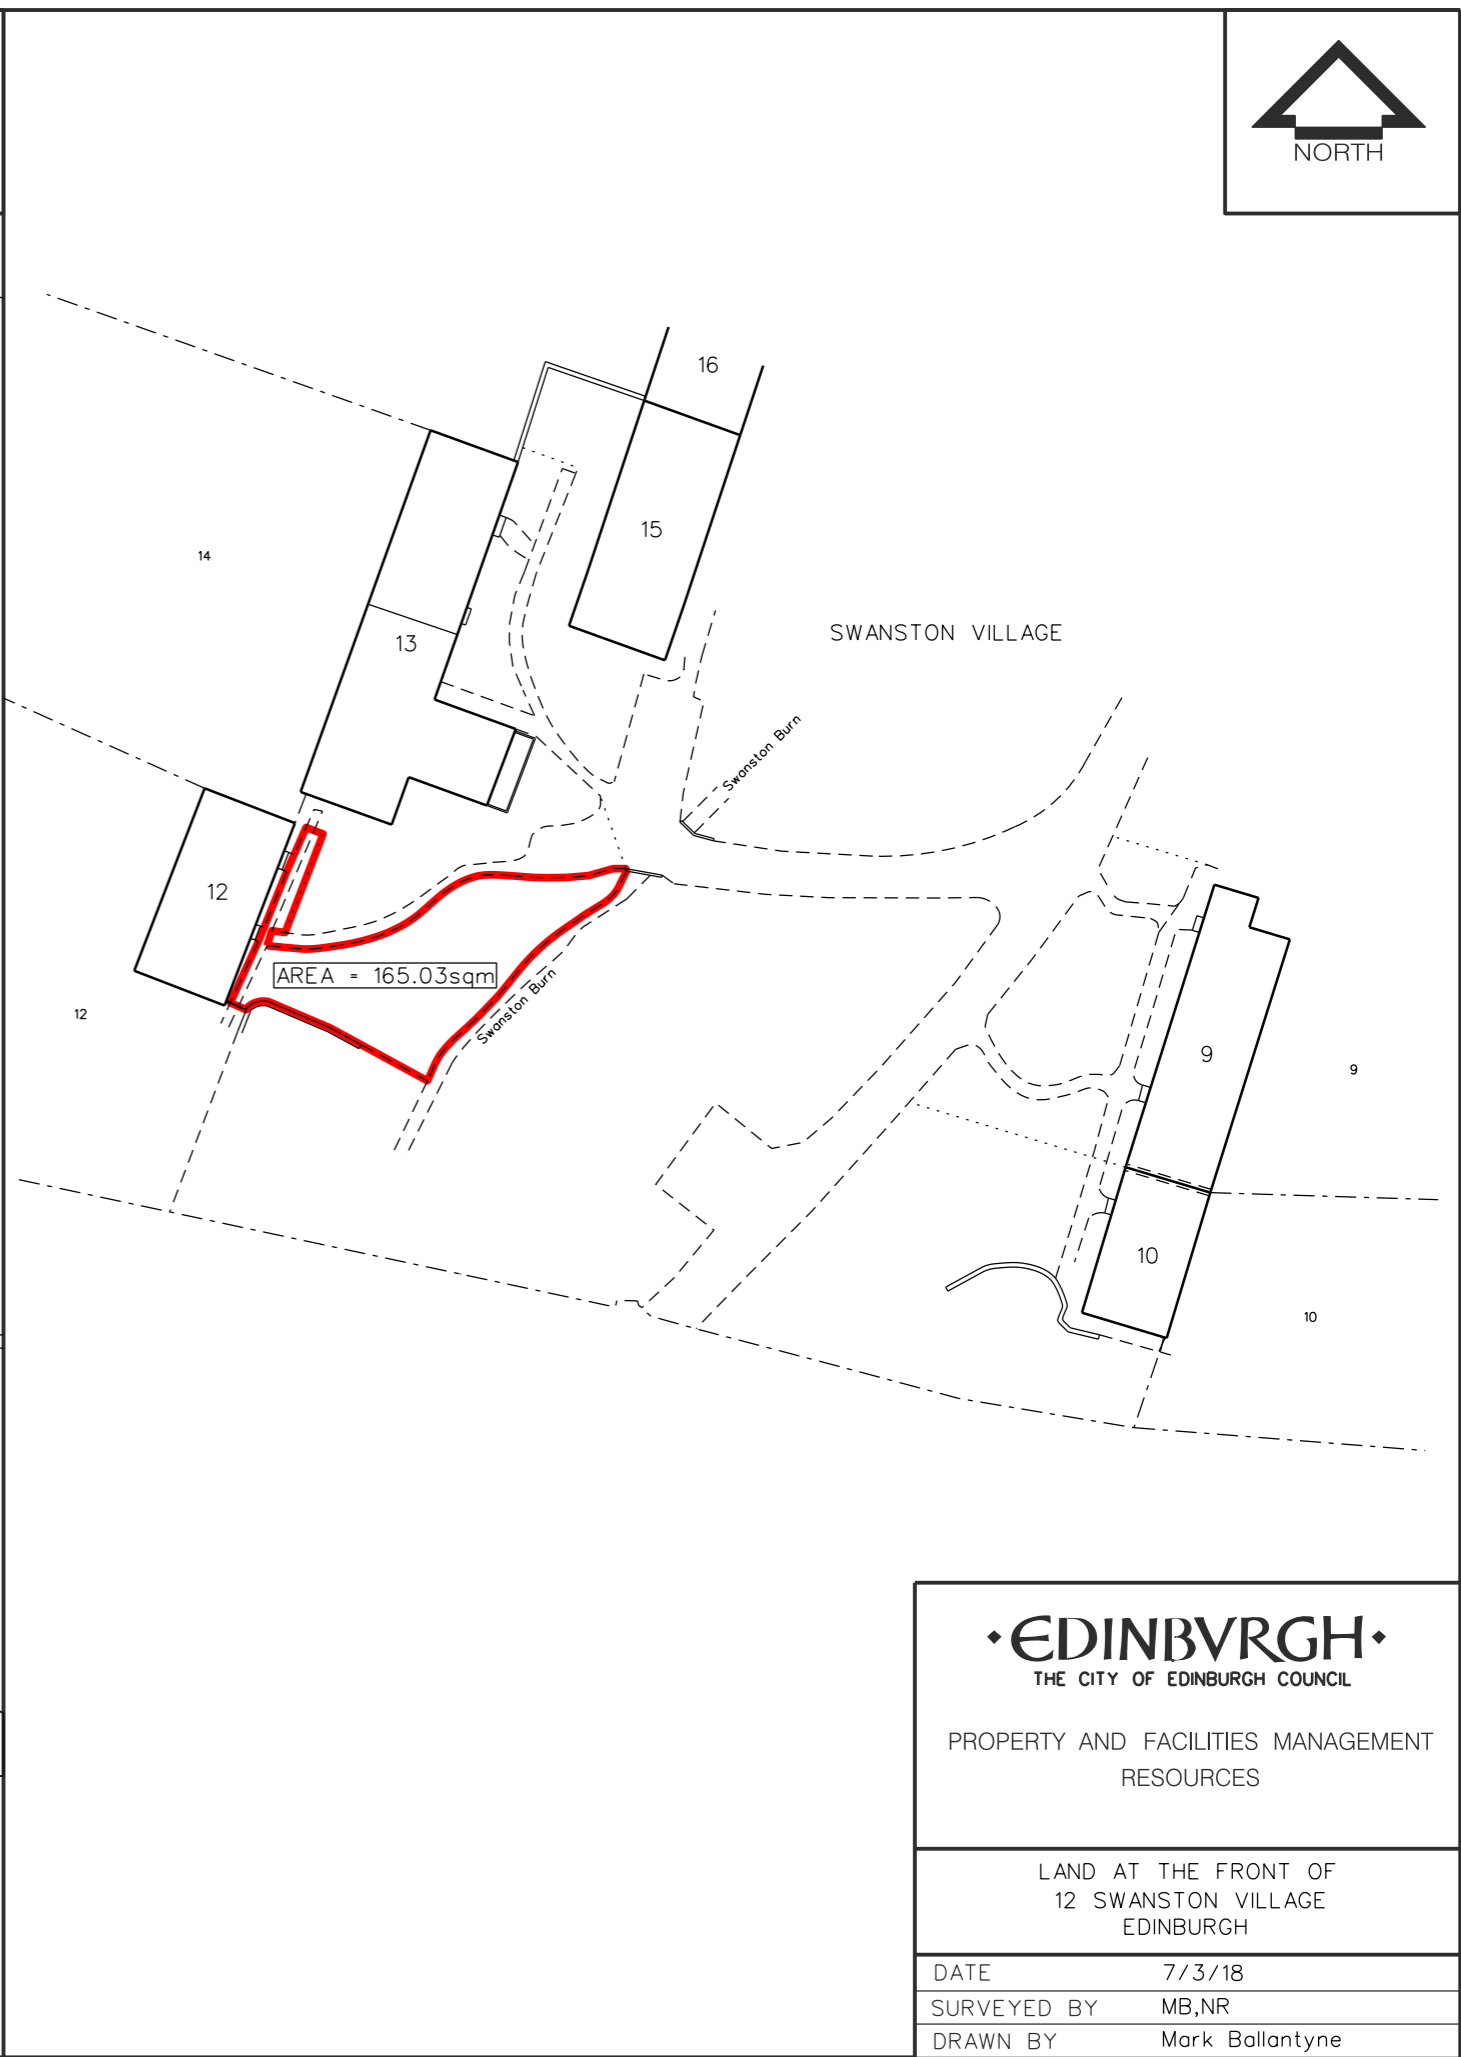 NORTH
16
15
14
13
SWANSTON VILLAGE
Swanston Burn
12
AREA = 165.03sqm
Swanston Burn
12
9
9
10
10
EDINBVRGH
THE CITY OF EDINBURGH COUNCIL
PROPERTY AND FACILITIES MANAGEMENT
RESOURCES
LAND AT THE FRONT OF
12 SWANSTON VILLAGE
EDINBURGH
DATE 7/3/18
SURVEYED BY MB,NR
DRAWN BY Mark Ballantyne